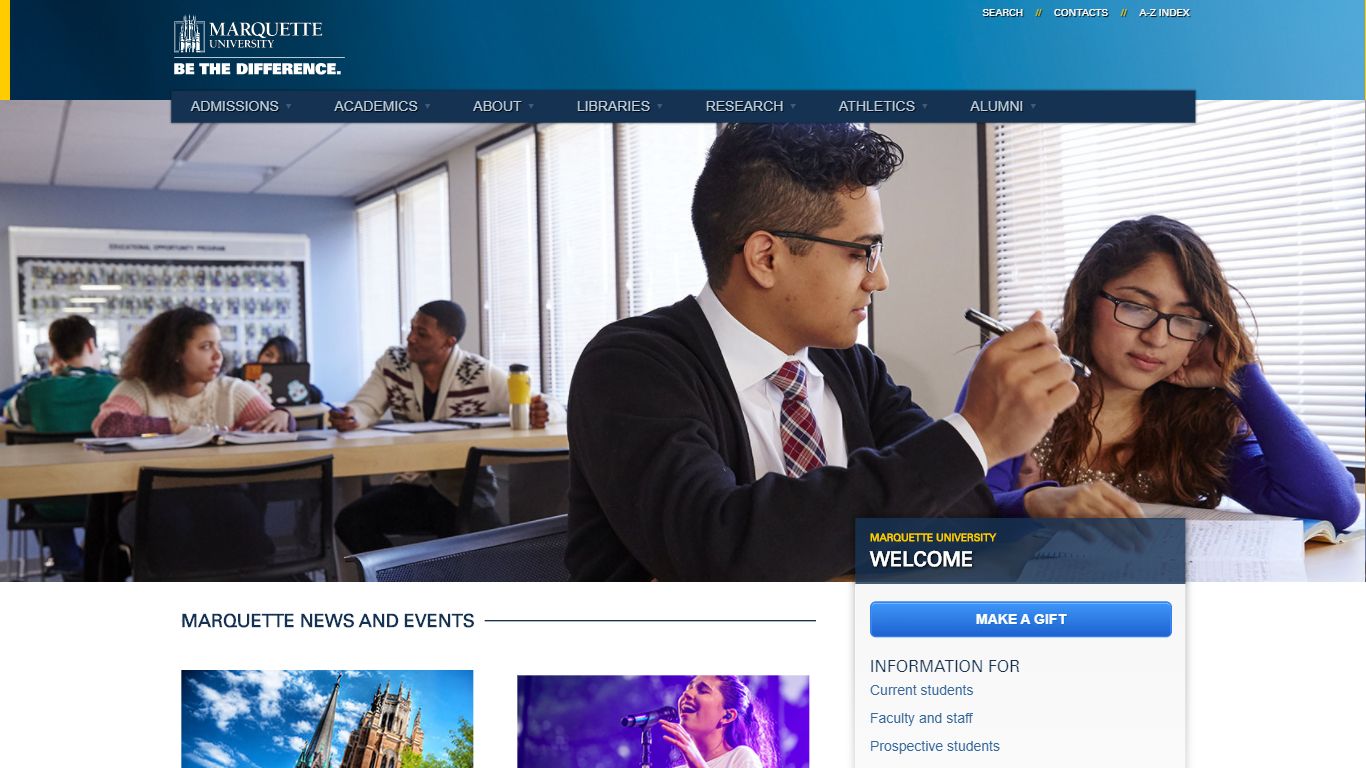 SEARCH // CONTACTS // A-Z INDEX
MARQUETTE
UNIVERSITY
BE THE DIFFERENCE.
ADMISSIONS
ACADEMICS
ABOUT
LIBRARIES
RESEARCH
ATHLETICS
ALUMNI
EDUCATIONAL OPPORTUNITY PROGRAM
MARQUETTE UNIVERSITY
WELCOME
MARQUETTE NEWS AND EVENTS
MAKE A GIFT
INFORMATION FOR
Current students
Faculty and staff
Prospective students